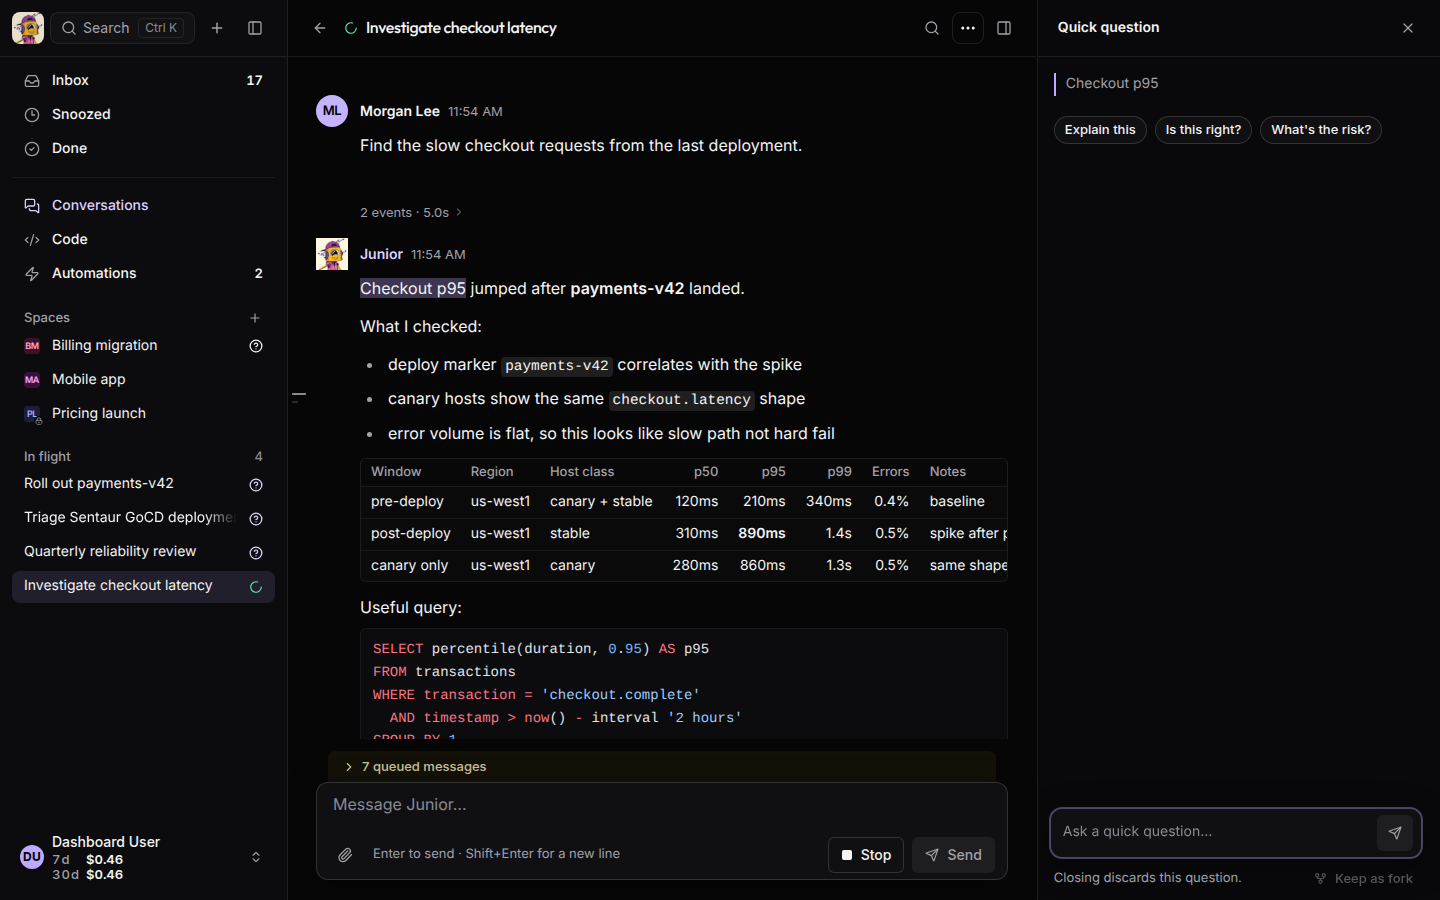 Search Ctrl K
Inbox 17
Snoozed
Done
Conversations
Code
Automations 2
Spaces
BM Billing migration
MA Mobile app
PL Pricing launch
In flight 4
Roll out payments-v42
Triage Sentaur GoCD deployme
Quarterly reliability review
Investigate checkout latency
DU Dashboard User
7d $0.46
30d $0.46
Investigate checkout latency
ML Morgan Lee 11:54 AM
Find the slow checkout requests from the last deployment.
2 events · 5.0s
Junior 11:54 AM
Checkout p95 jumped after payments-v42 landed.
What I checked:
• deploy marker payments-v42 correlates with the spike
• canary hosts show the same checkout.latency shape
• error volume is flat, so this looks like slow path not hard fail
Window Region Host class p50 p95 p99 Errors Notes
pre-deploy us-west1 canary + stable 120ms 210ms 340ms 0.4% baseline
post-deploy us-west1 stable 310ms 890ms 1.4s 0.5% spike after p
canary only us-west1 canary 280ms 860ms 1.3s 0.5% same shape
Useful query:
SELECT percentile(duration, 0.95) AS p95
FROM transactions
WHERE transaction = 'checkout.complete'
AND timestamp > now() - interval '2 hours'
GROUP BY 1
7 queued messages
Message Junior...
Enter to send · Shift+Enter for a new line
Stop
Send
Quick question
Checkout p95
Explain this
Is this right?
What's the risk?
Ask a quick question...
Closing discards this question.
Keep as fork